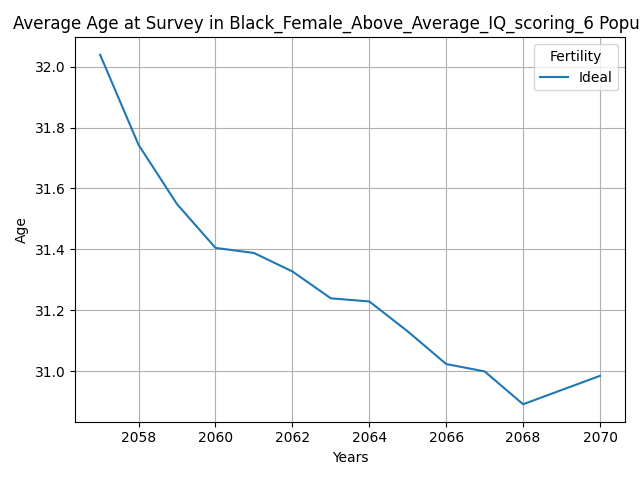 Average Age at Survey in Black_Female_Above_Average_IQ_scoring_6 Popu
32.0
31.8
31.6
31.4
31.2
31.0
Age
Fertility
Ideal
2058 2060 2062 2064 2066 2068 2070
Years